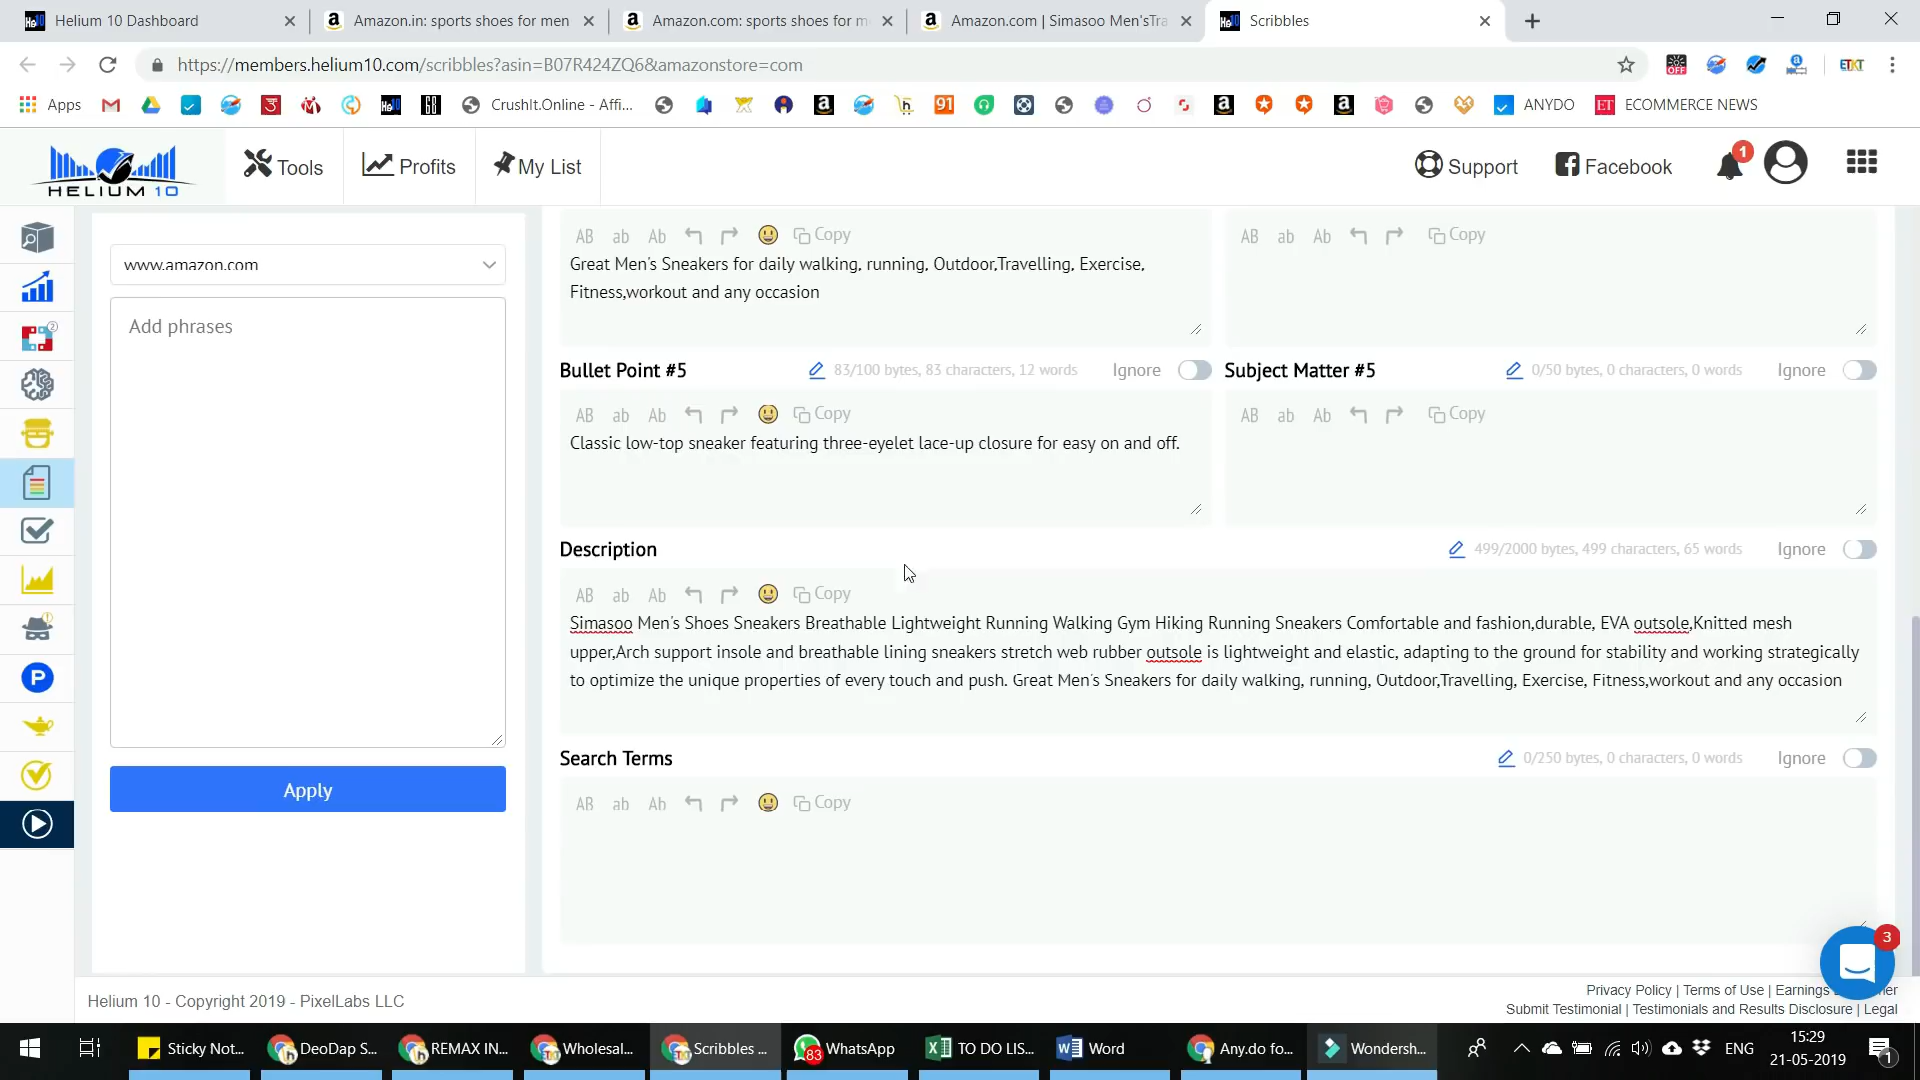 Helium 10 Dashboard
Amazon.in: sports shoes for men
Amazon.com: sports shoes for m
Amazon.com | Simasoo Men'sTra
Scribbles
https://members.helium10.com/scribbles?asin=B07R424ZQ6&amazonstore=com
OFF
ETKT
Apps
CrushIt.Online - Affi...
ANYDO
ECOMMERCE NEWS
HELIUM 10
Tools
Profits
My List
Support
Facebook
1
www.amazon.com
Add phrases
Apply
AB ab Ab Copy
Great Men's Sneakers for daily walking, running, Outdoor,Travelling, Exercise,
Fitness,workout and any occasion
AB ab Ab Copy
Bullet Point #5
83/100 bytes, 83 characters, 12 words
Ignore
Subject Matter #5
0/50 bytes, 0 characters, 0 words
Ignore
AB ab Ab Copy
Classic low-top sneaker featuring three-eyelet lace-up closure for easy on and off.
AB ab Ab Copy
Description
499/2000 bytes, 499 characters, 65 words
Ignore
AB ab Ab Copy
Simasoo Men's Shoes Sneakers Breathable Lightweight Running Walking Gym Hiking Running Sneakers Comfortable and fashion,durable, EVA outsole,Knitted mesh
upper,Arch support insole and breathable lining sneakers stretch web rubber outsole is lightweight and elastic, adapting to the ground for stability and working strategically
to optimize the unique properties of every touch and push. Great Men's Sneakers for daily walking, running, Outdoor,Travelling, Exercise, Fitness,workout and any occasion
Search Terms
0/250 bytes, 0 characters, 0 words
Ignore
AB ab Ab Copy
3
Helium 10 - Copyright 2019 - PixelLabs LLC
Privacy Policy | Terms of Use | Earnings
Submit Testimonial | Testimonials and Results Disclosure | Legal
Sticky Not...
DeoDap S...
REMAX IN...
Wholesal...
Scribbles ...
83
WhatsApp
TO DO LIS...
Word
Any.do fo...
Wondersh...
ENG
15:29
21-05-2019
1